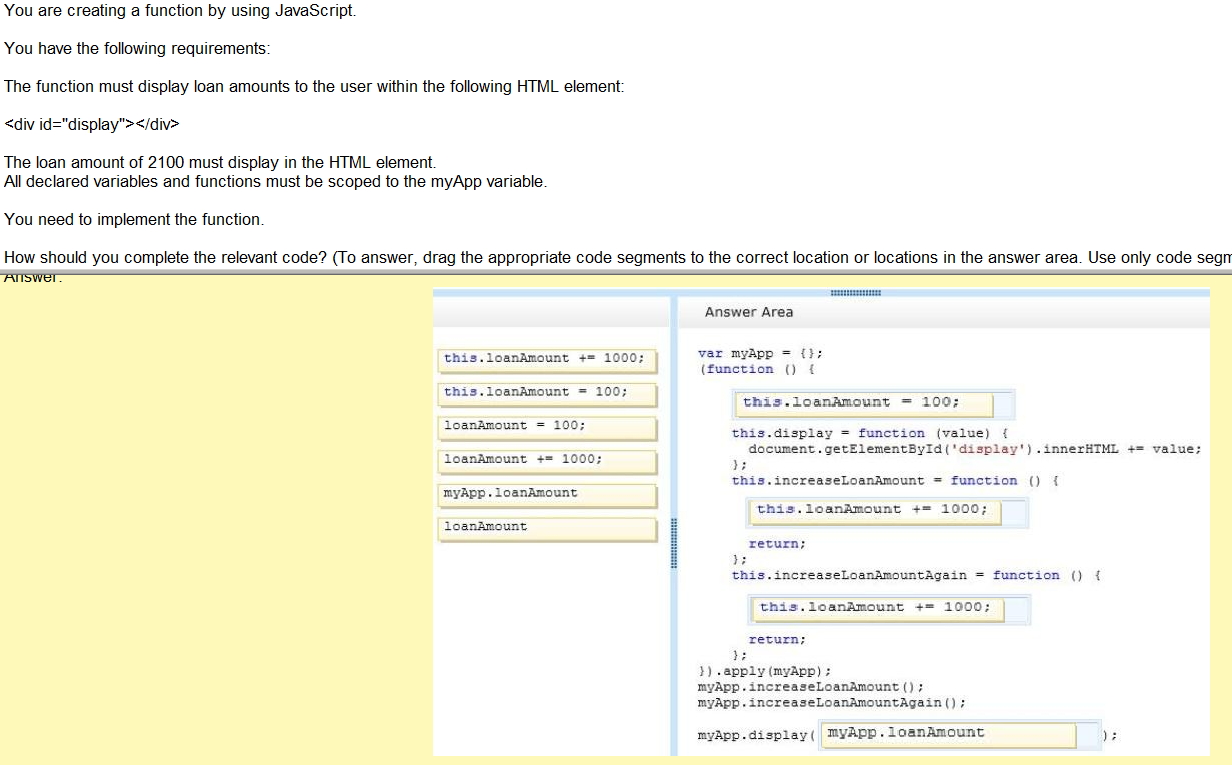 You are creating a function by using JavaScript.
You have the following requirements:
The function must display loan amounts to the user within the following HTML element:
<div id="display"></div>
The loan amount of 2100 must display in the HTML element.
All declared variables and functions must be scoped to the myApp variable.
You need to implement the function.
How should you complete the relevant code? (To answer, drag the appropriate code segments to the correct location or locations in the answer area. Use only code segm
Answer:
Answer Area
this.loanAmount += 1000;
this.loanAmount = 100;
loanAmount = 100;
loanAmount += 1000;
myApp.loanAmount
loanAmount
var myApp = {};
(function () {
this.loanAmount = 100;
this.display = function (value) {
document.getElementById('display').innerHTML += value;
};
this.increaseLoanAmount = function () {
this.loanAmount += 1000;
return;
};
this.increaseLoanAmountAgain = function () {
this.loanAmount += 1000;
return;
};
}).apply(myApp);
myApp.increaseLoanAmount();
myApp.increaseLoanAmountAgain();
myApp.display( myApp.loanAmount );